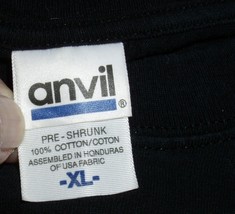 anvil
®
PRE-SHRUNK
100% COTTON/COTON
ASSEMBLED IN HONDURAS
OF USA FABRIC
-XL-